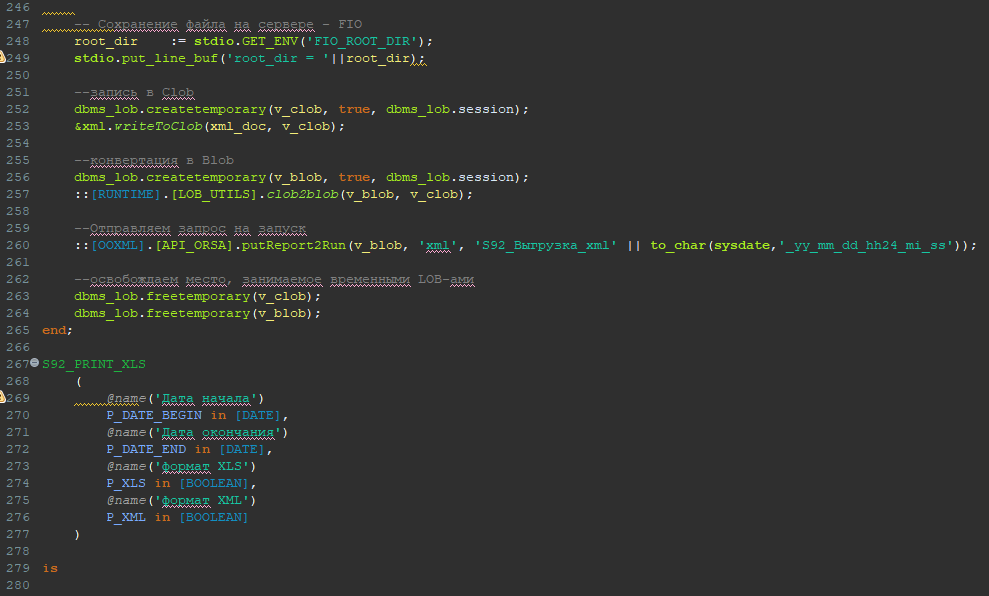 246
247 -- Сохранение файла на сервере - FIO
248 root_dir := stdio.GET_ENV('FIO_ROOT_DIR');
249 stdio.put_line_buf('root_dir = '||root_dir);
250
251 --запись в Clob
252 dbms_lob.createtemporary(v_clob, true, dbms_lob.session);
253 &xml.writeToClob(xml_doc, v_clob);
254
255 --конвертация в Blob
256 dbms_lob.createtemporary(v_blob, true, dbms_lob.session);
257 ::[RUNTIME].[LOB_UTILS].clob2blob(v_blob, v_clob);
258
259 --Отправляем запрос на запуск
260 ::[OOXML].[API_ORSA].putReport2Run(v_blob, 'xml', 'S92_Выгрузка_xml' || to_char(sysdate,'_yy_mm_dd_hh24_mi_ss'));
261
262 --освобождаем место, занимаемое временными LOB-ами
263 dbms_lob.freetemporary(v_clob);
264 dbms_lob.freetemporary(v_blob);
265 end;
266
267 S92_PRINT_XLS
268 (
269 @name('Дата начала')
270 P_DATE_BEGIN in [DATE],
271 @name('Дата окончания')
272 P_DATE_END in [DATE],
273 @name('формат XLS')
274 P_XLS in [BOOLEAN],
275 @name('формат XML')
276 P_XML in [BOOLEAN]
277 )
278
279 is
280